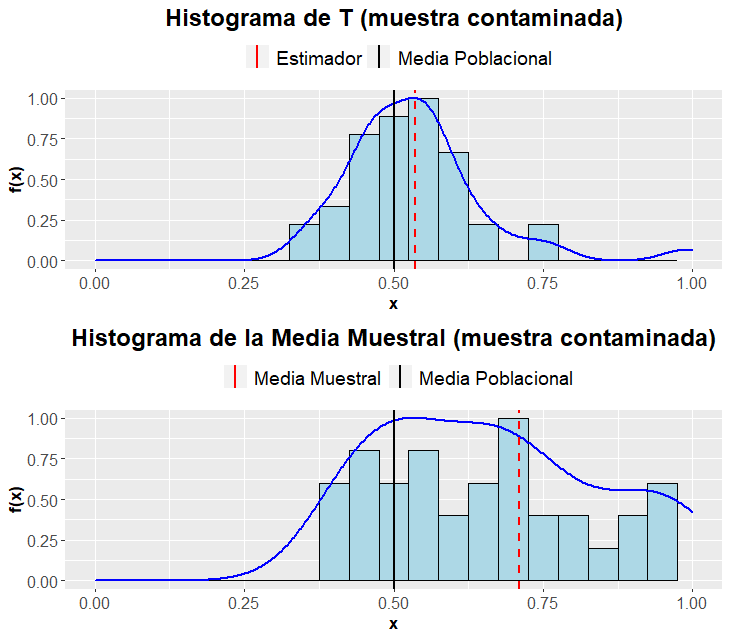 Histograma de T (muestra contaminada)
Estimador Media Poblacional
1.00
0.75
0.50
0.25
0.00
f(x)
0.00 0.25 0.50 0.75 1.00
x
Histograma de la Media Muestral (muestra contaminada)
Media Muestral Media Poblacional
1.00
0.75
0.50
0.25
0.00
f(x)
0.00 0.25 0.50 0.75 1.00
x